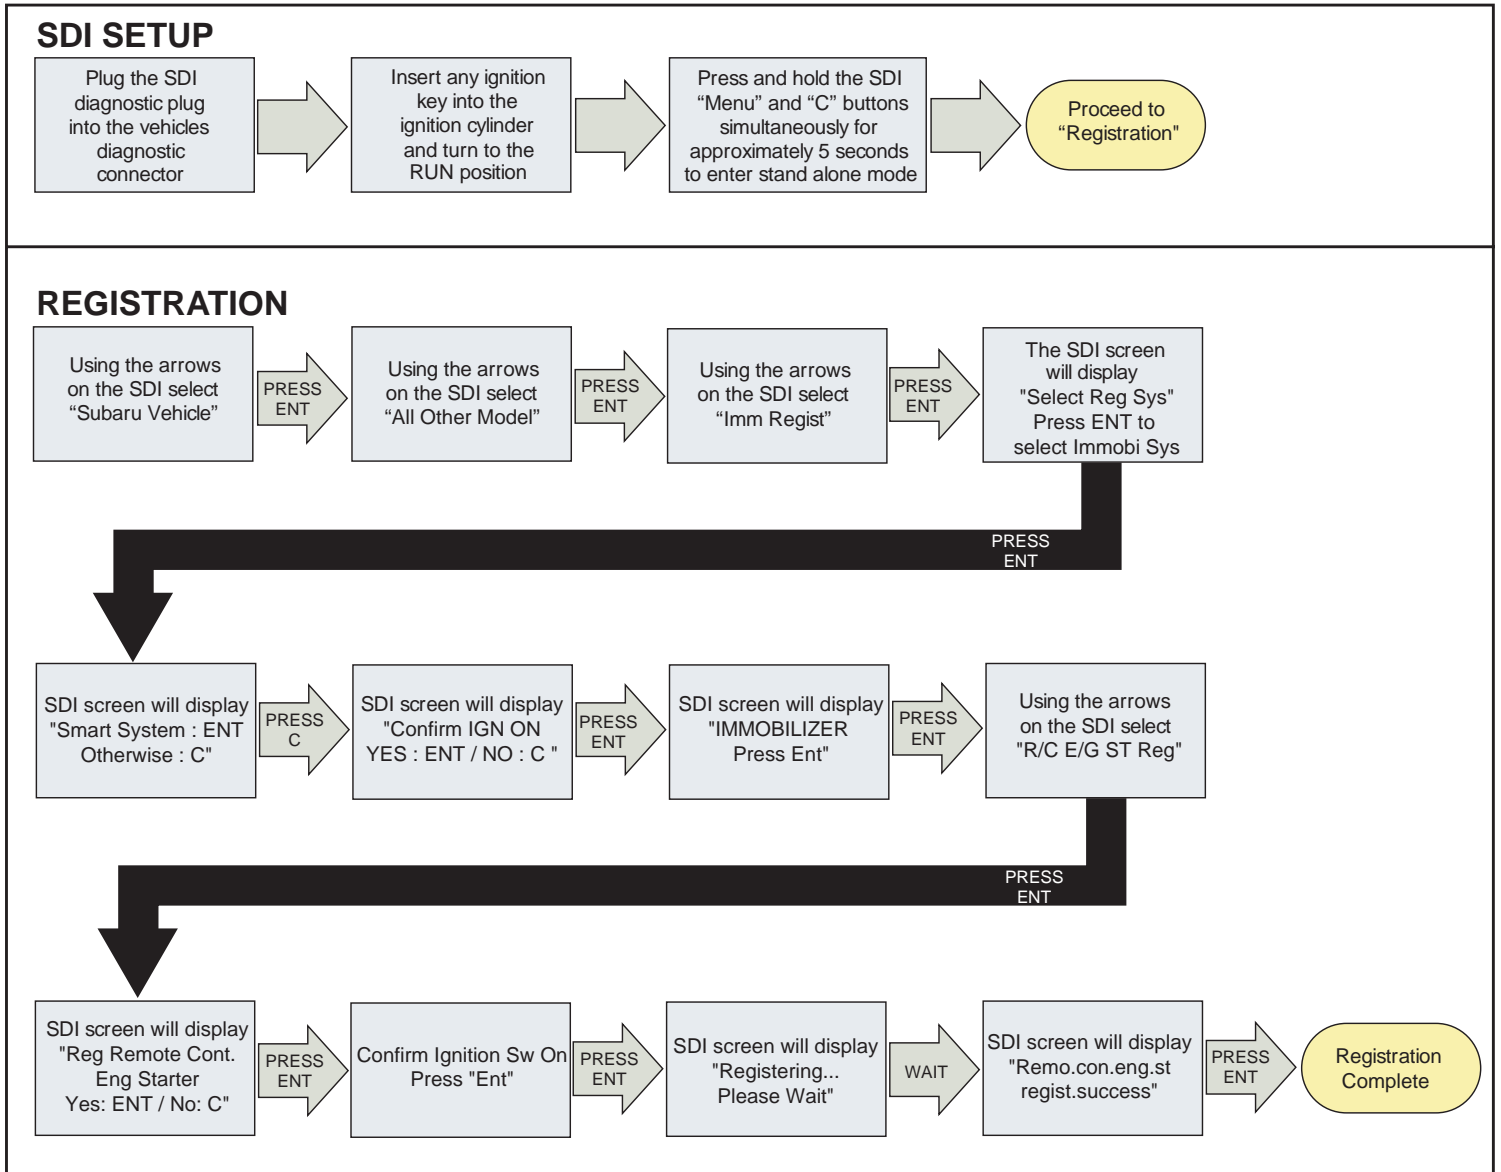 SDI SETUP
Plug the SDI
diagnostic plug
into the vehicles
diagnostic
connector
Insert any ignition
key into the
ignition cylinder
and turn to the
RUN position
Press and hold the SDI
“Menu” and “C” buttons
simultaneously for
approximately 5 seconds
to enter stand alone mode
Proceed to
“Registration"
REGISTRATION
Using the arrows
on the SDI select
“Subaru Vehicle”
PRESS
ENT
Using the arrows
on the SDI select
“All Other Model”
PRESS
ENT
Using the arrows
on the SDI select
“Imm Regist”
PRESS
ENT
The SDI screen
will display
"Select Reg Sys"
Press ENT to
select Immobi Sys
PRESS
ENT
SDI screen will display
"Smart System : ENT
Otherwise : C"
PRESS
C
SDI screen will display
"Confirm IGN ON
YES : ENT / NO : C "
PRESS
ENT
SDI screen will display
"IMMOBILIZER
Press Ent"
PRESS
ENT
Using the arrows
on the SDI select
"R/C E/G ST Reg"
PRESS
ENT
SDI screen will display
"Reg Remote Cont.
Eng Starter
Yes: ENT / No: C"
PRESS
ENT
Confirm Ignition Sw On
Press "Ent"
PRESS
ENT
SDI screen will display
"Registering...
Please Wait"
WAIT
SDI screen will display
"Remo.con.eng.st
regist.success"
PRESS
ENT
Registration
Complete